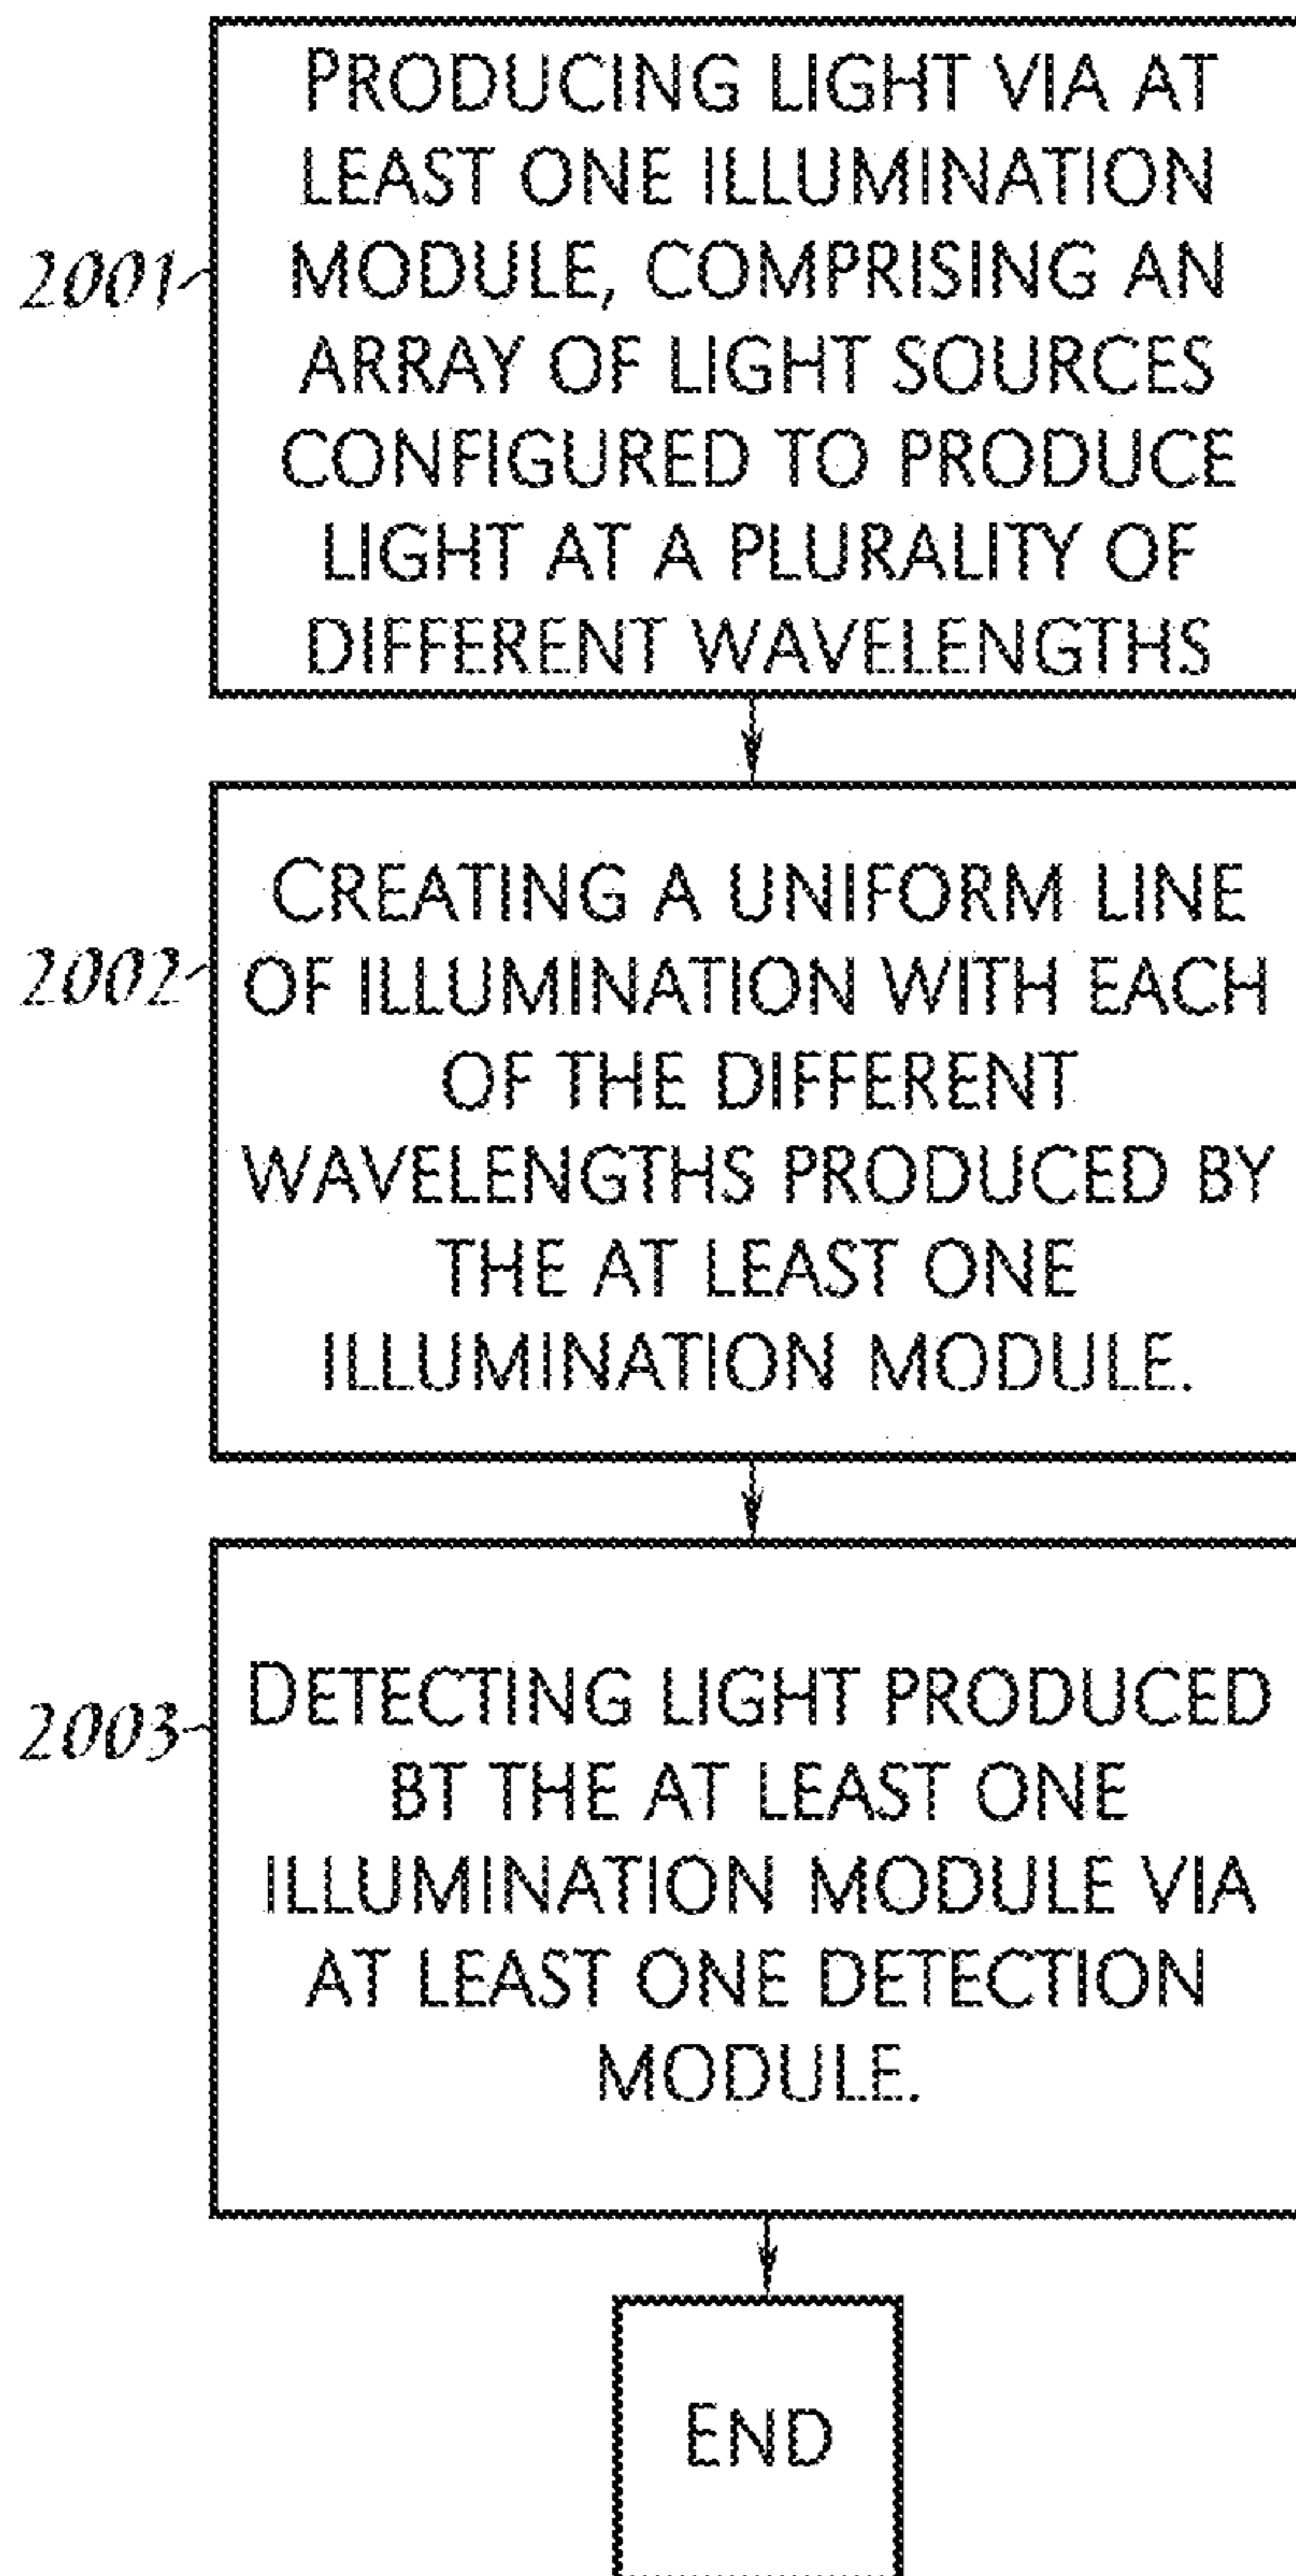 PRODUCING LIGHT VIA AT
LEAST ONE ILLUMINATION
MODULE, COMPRISING AN
ARRAY OF LIGHT SOURCES
CONFIGURED TO PRODUCE
LIGHT AT A PLURALITY OF
DIFFERENT WAVELENGTHS
2001
CREATING A UNIFORM LINE
OF ILLUMINATION WITH EACH
OF THE DIFFERENT
WAVELENGTHS PRODUCED BY
THE AT LEAST ONE
ILLUMINATION MODULE.
2002
DETECTING LIGHT PRODUCED
BT THE AT LEAST ONE
ILLUMINATION MODULE VIA
AT LEAST ONE DETECTION
MODULE.
2003
END